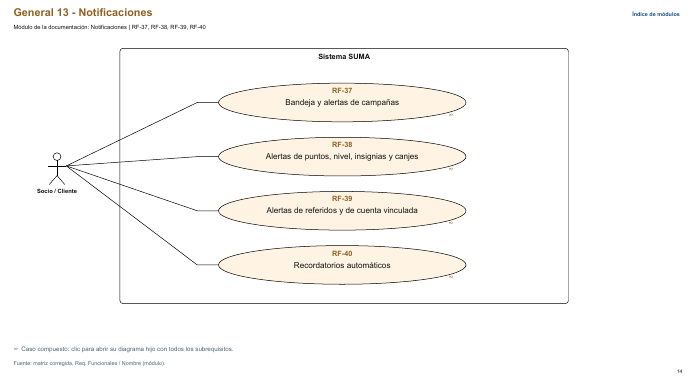 General 13 - Notificaciones
Índice de módulos
Módulo de la documentación: Notificaciones | RF-37, RF-38, RF-39, RF-40
Sistema SUMA
RF-37
Bandeja y alertas de campañas
RF-38
Alertas de puntos, nivel, insignias y canjes
Socio / Cliente
RF-39
Alertas de referidos y de cuenta vinculada
RF-40
Recordatorios automáticos
Caso compuesto: clic para abrir su diagrama hijo con todos los subrequisitos.
Fuente: matriz corregida, Req. Funcionales / Nombre (módulo).
14